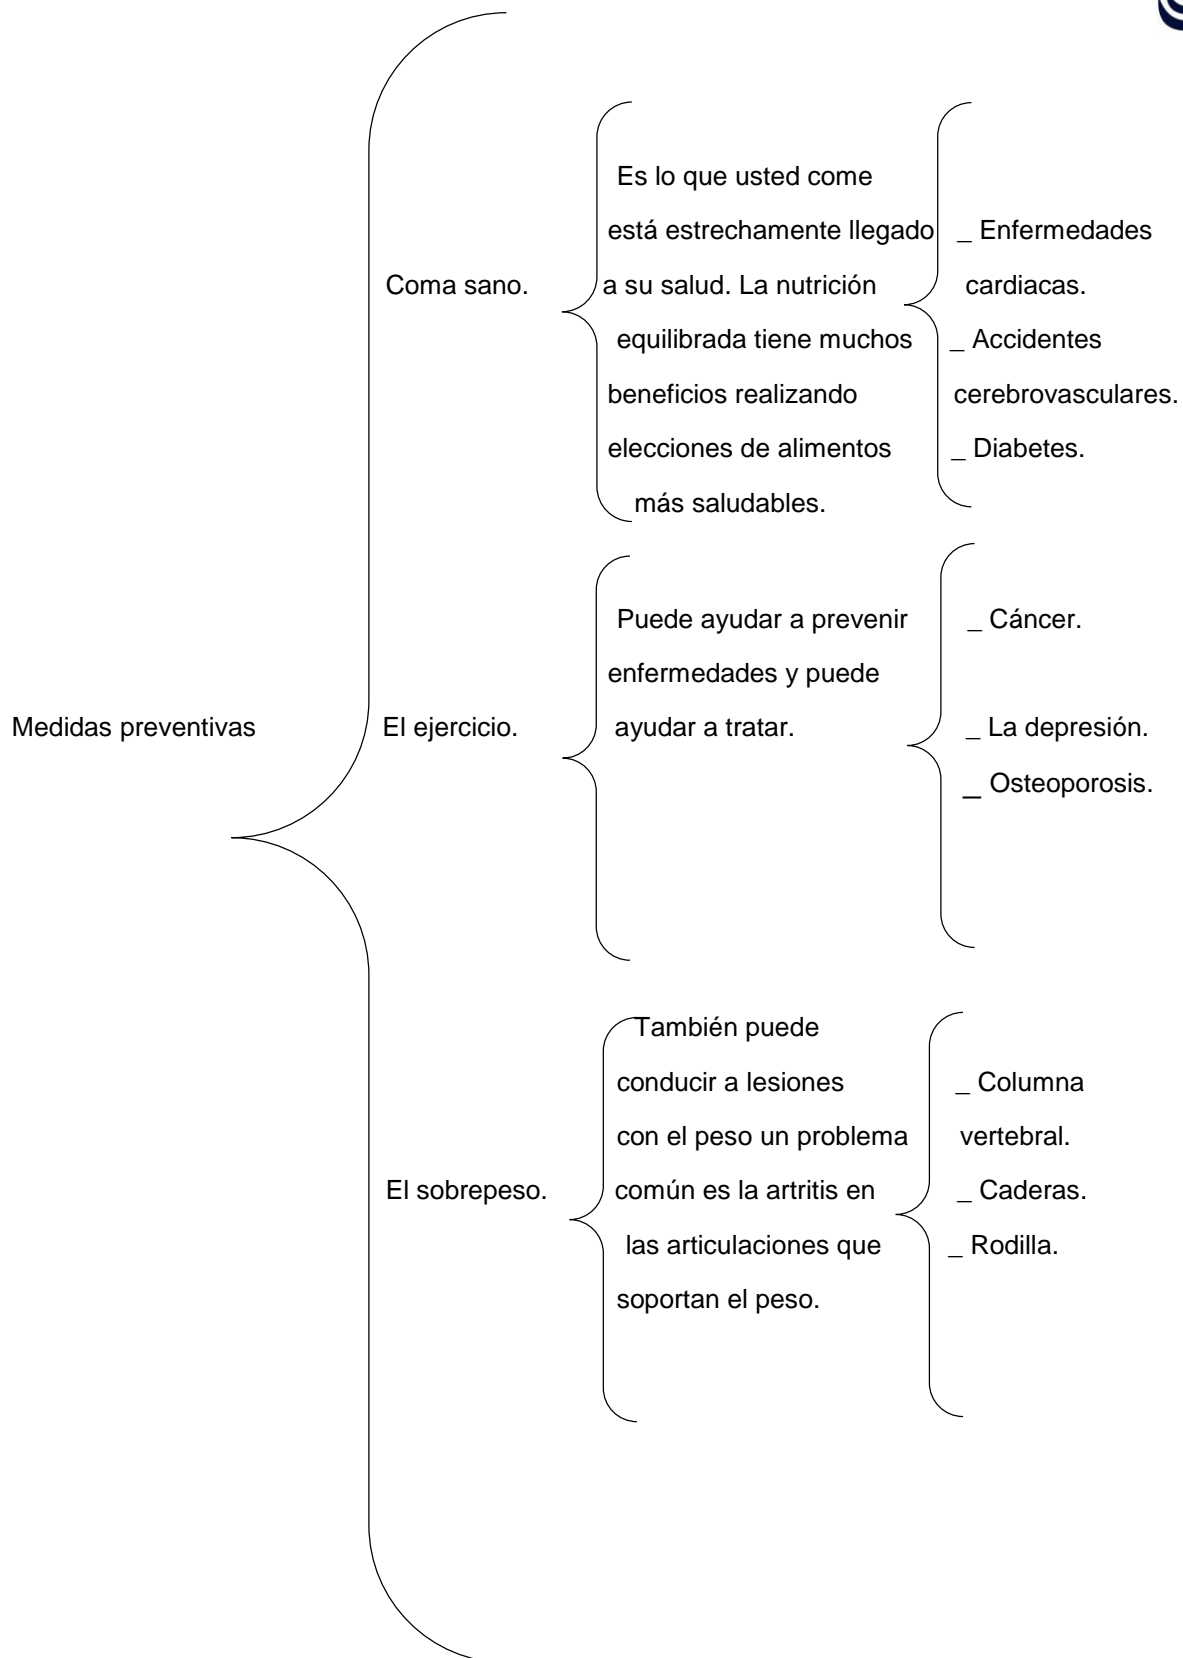 Medidas preventivas
Coma sano.
Es lo que usted come
está estrechamente llegado
a su salud. La nutrición
equilibrada tiene muchos
beneficios realizando
elecciones de alimentos
más saludables.
_ Enfermedades
cardiacas.
_ Accidentes
cerebrovasculares.
_ Diabetes.
El ejercicio.
Puede ayudar a prevenir
enfermedades y puede
ayudar a tratar.
_ Cáncer.
_ La depresión.
_ Osteoporosis.
El sobrepeso.
También puede
conducir a lesiones
con el peso un problema
común es la artritis en
las articulaciones que
soportan el peso.
_ Columna
vertebral.
_ Caderas.
_ Rodilla.